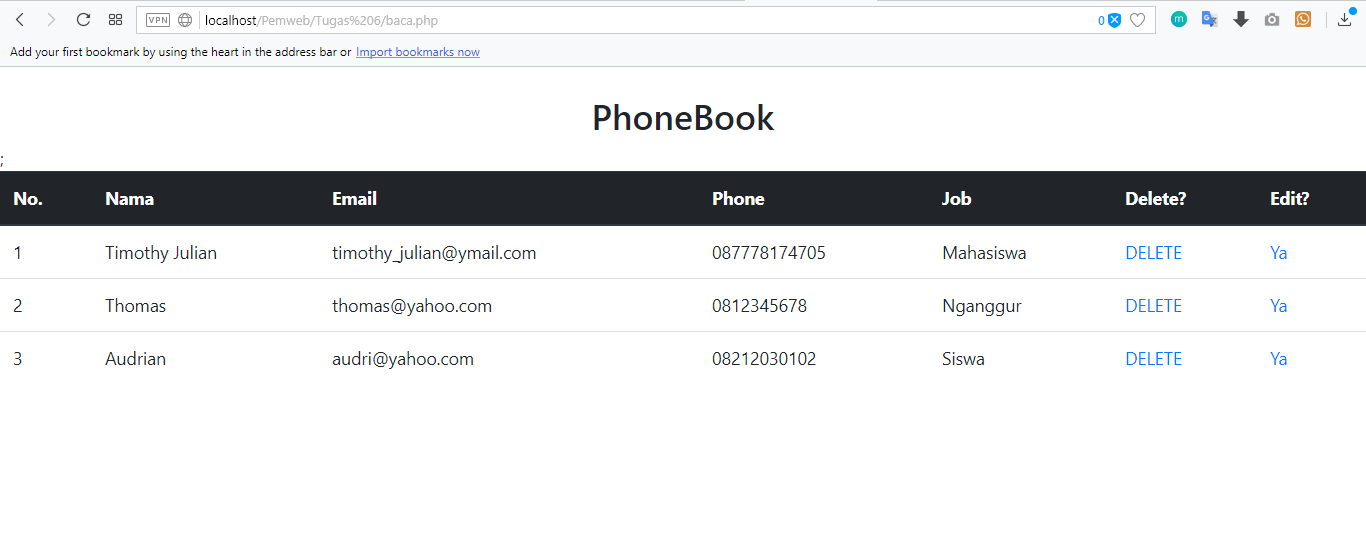 VPN localhost/Pemweb/Tugas%206/baca.php 0 m
Add your first bookmark by using the heart in the address bar or Import bookmarks now
PhoneBook
;
No. Nama Email Phone Job Delete? Edit?
1 Timothy Julian timothy_julian@ymail.com 087778174705 Mahasiswa DELETE Ya
2 Thomas thomas@yahoo.com 0812345678 Nganggur DELETE Ya
3 Audrian audri@yahoo.com 08212030102 Siswa DELETE Ya